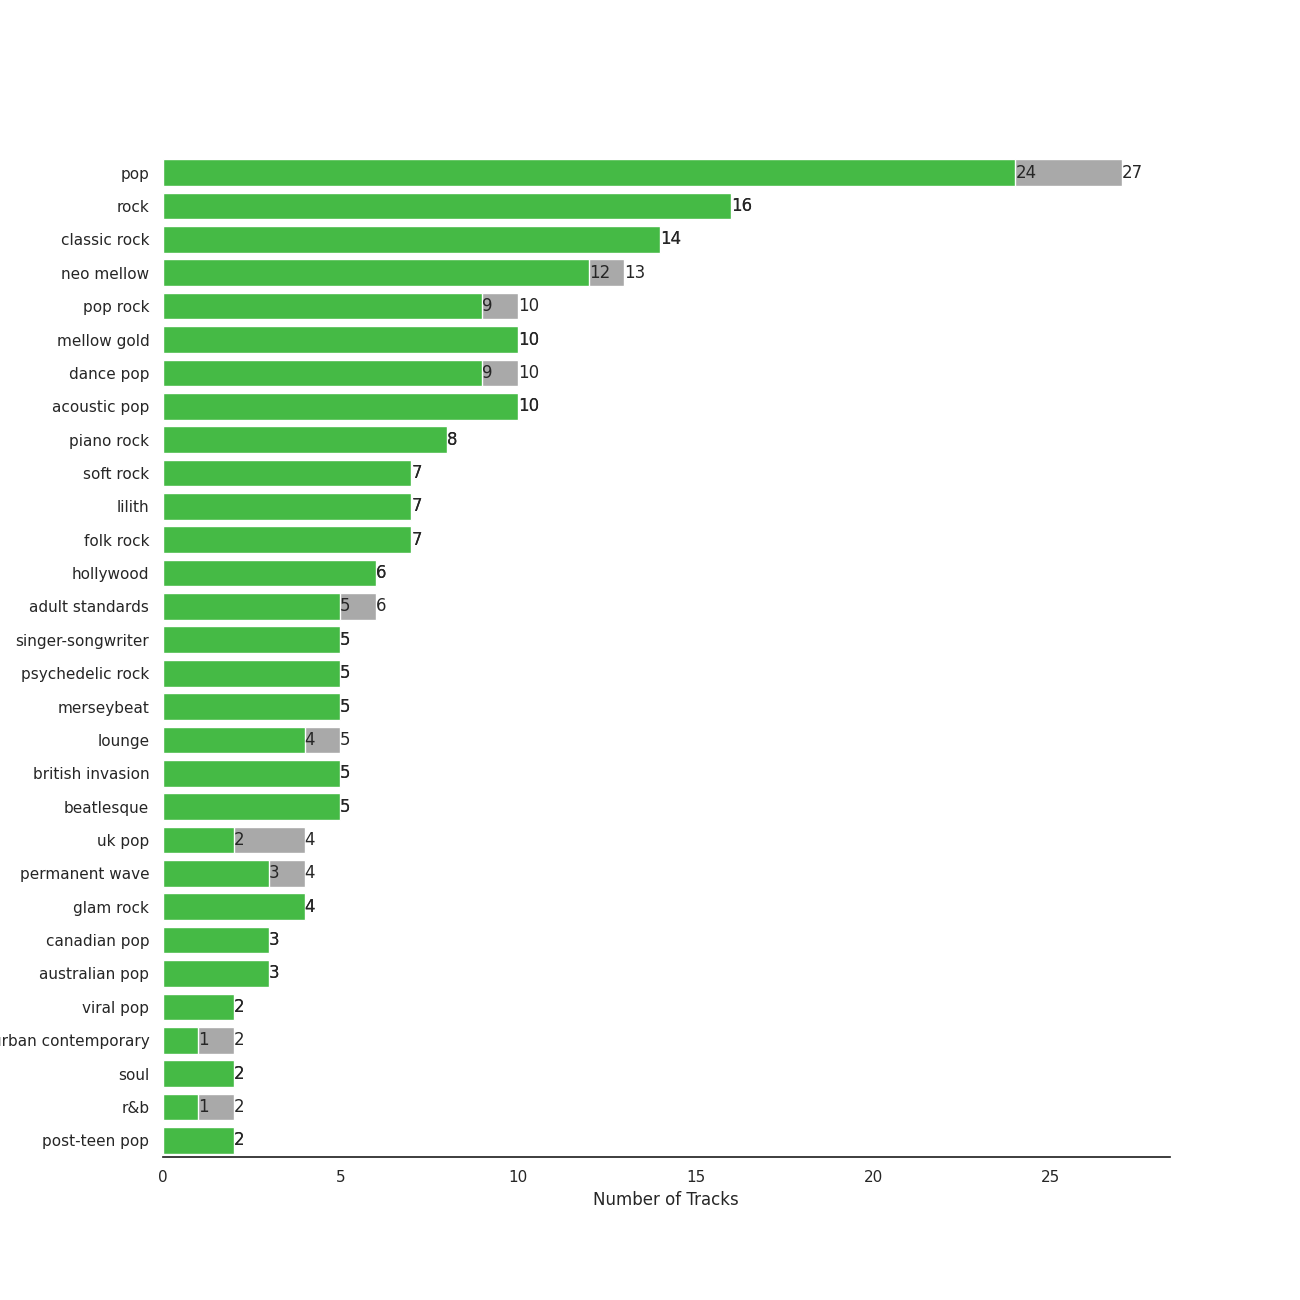 pop 24 27
rock 16
classic rock 14
neo mellow 12 13
pop rock 9 10
mellow gold 10
dance pop 9 10
acoustic pop 10
piano rock 8
soft rock 7
lilith 7
folk rock 7
hollywood 6
adult standards 5 6
singer-songwriter 5
psychedelic rock 5
merseybeat 5
lounge 4 5
british invasion 5
beatlesque 5
uk pop 2 4
permanent wave 3 4
glam rock 4
canadian pop 3
australian pop 3
viral pop 2
rban contemporary 1 2
soul 2
r&b 1 2
post-teen pop 2
0 5 10 15 20 25
Number of Tracks